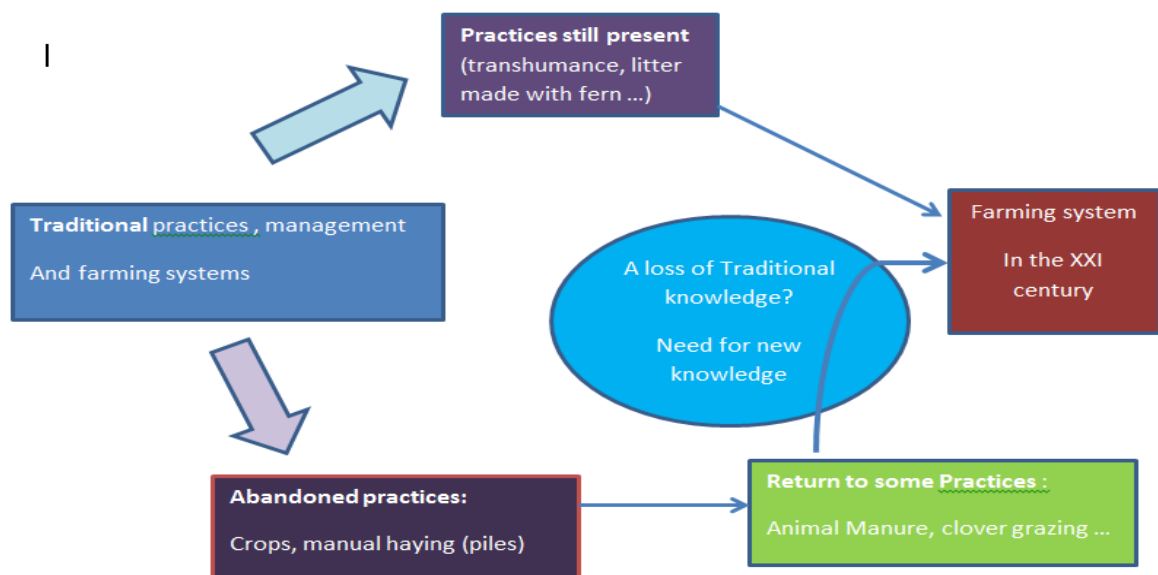 Practices still present
(transhumance, litter
made with fern ...)
Traditional practices , management
And farming systems
Farming system
In the XXI
century
A loss of Traditional
knowledge?
Need for new
knowledge
Abandoned practices:
Crops, manual haying (piles)
Return to some Practices :
Animal Manure, clover grazing ...